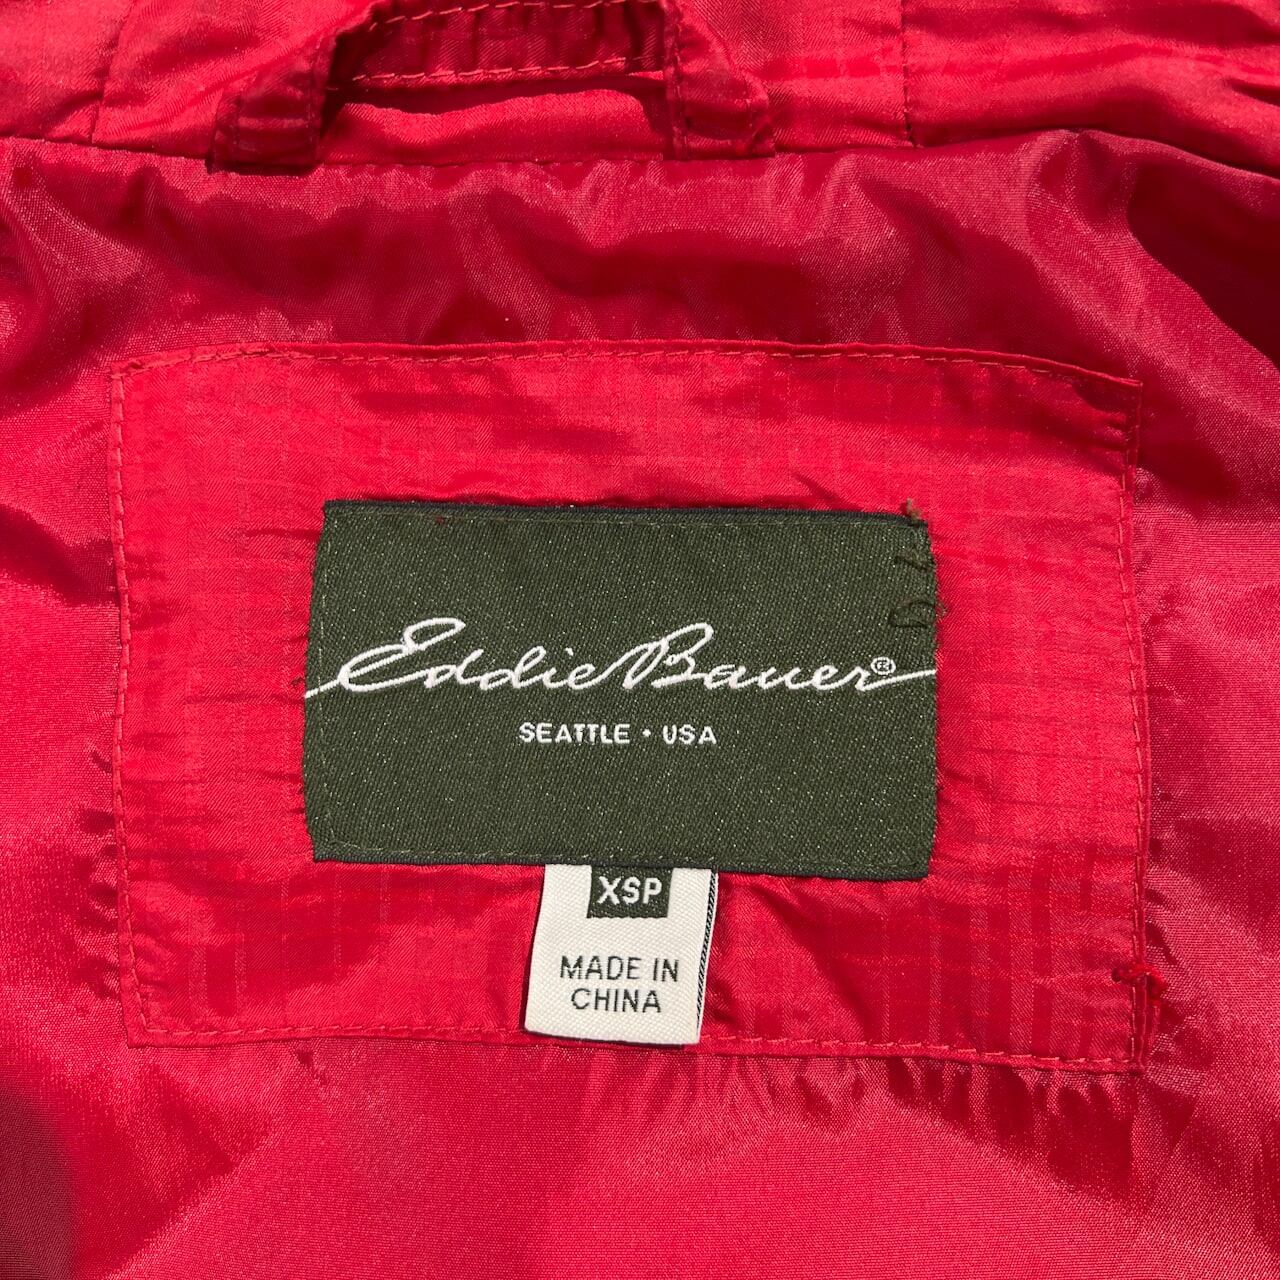 Eddie Bauer®
SEATTLE • USA
XSP
MADE IN
CHINA